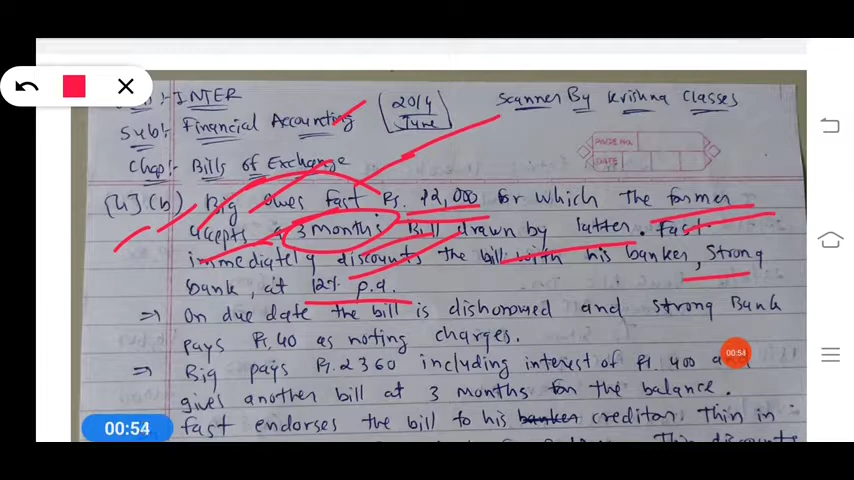 INTER
Sub:- Financial Accounting
2014 June
Scanner By Krishna Classes
Chap:- Bills of Exchange
PAGE NO.
DATE
[4] (b) Big owes Fast Rs. 12,000 for which the former
accepts a 3 months Bill drawn by latter. Fast
immediately discounts the bill with his banker, Strong
bank, at 12% p.a.
⇒ On due date the bill is dishonoured and Strong Bank
pays Rs. 40 as noting charges.
⇒ Big pays Rs. 2360 including interest of Rs. 400 and
gives another bill at 3 months for the balance.
Fast endorses the bill to his banker creditor Thin in
Thin discounts
00:54
00:54